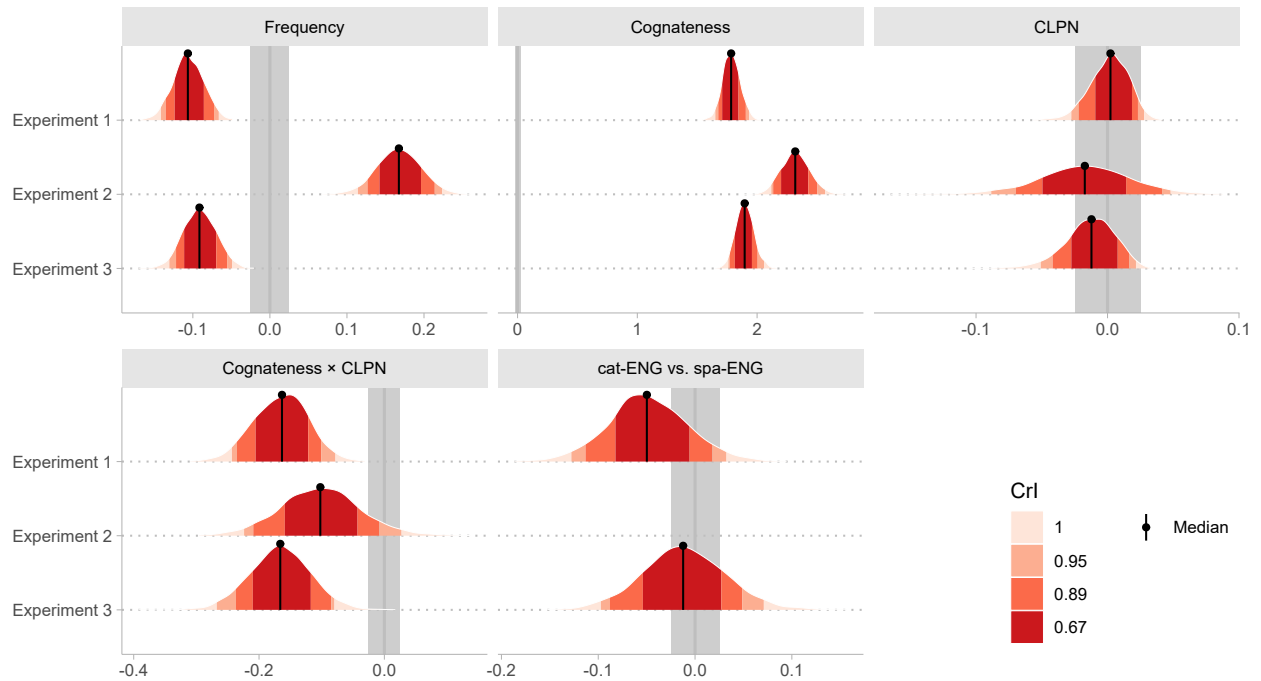 Frequency Cognateness CLPN
Experiment 1
Experiment 2
Experiment 3
-0.1 0.0 0.1 0.2 0 1 2 -0.1 0.0 0.1
Cognateness × CLPN cat-ENG vs. spa-ENG
Experiment 1
Experiment 2
Experiment 3
-0.4 -0.2 0.0 -0.2 -0.1 0.0 0.1
CrI
1
0.95
0.89
0.67
Median